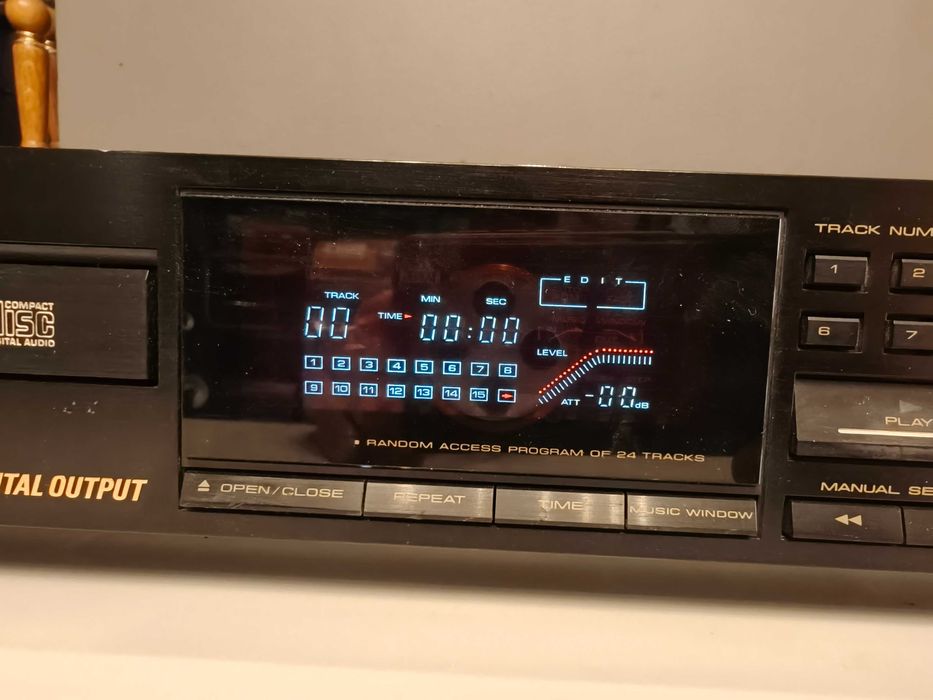 COMPACT
disc
DIGITAL AUDIO
DIGITAL OUTPUT
EDIT
TRACK
MIN
SEC
00
TIME
00:00
LEVEL
1 2 3 4 5 6 7 8
9 10 11 12 13 14 15
ATT -00dB
RANDOM ACCESS PROGRAM OF 24 TRACKS
OPEN/CLOSE
REPEAT
TIME
MUSIC WINDOW
TRACK NUM
1
2
6
7
PLAY
MANUAL SE